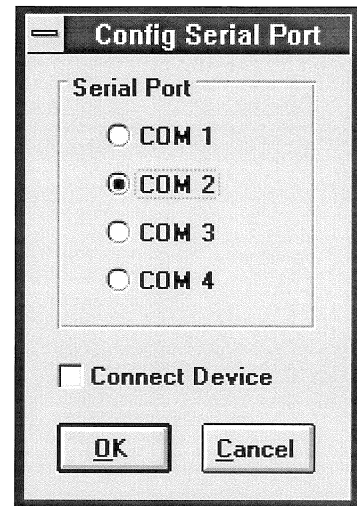 Config Serial Port
Serial Port
COM 1
COM 2
COM 3
COM 4
Connect Device
OK
Cancel